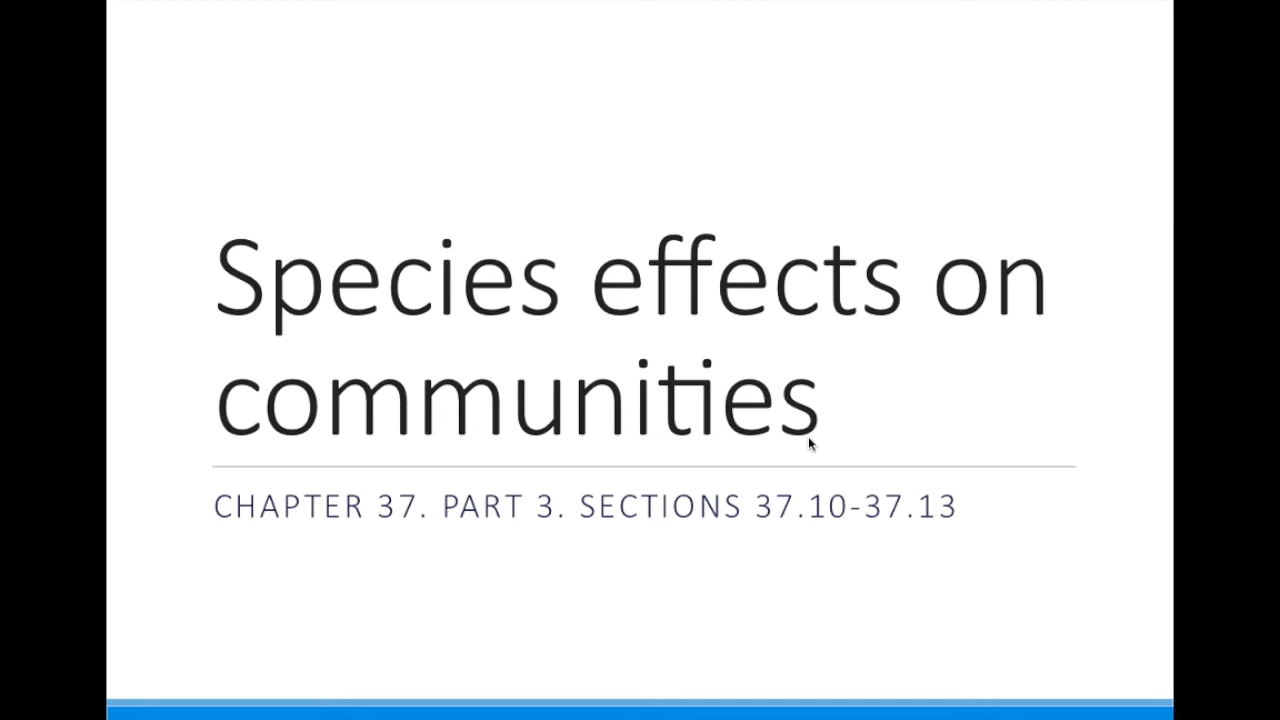 Species effects on
communities
CHAPTER 37. PART 3. SECTIONS 37.10-37.13